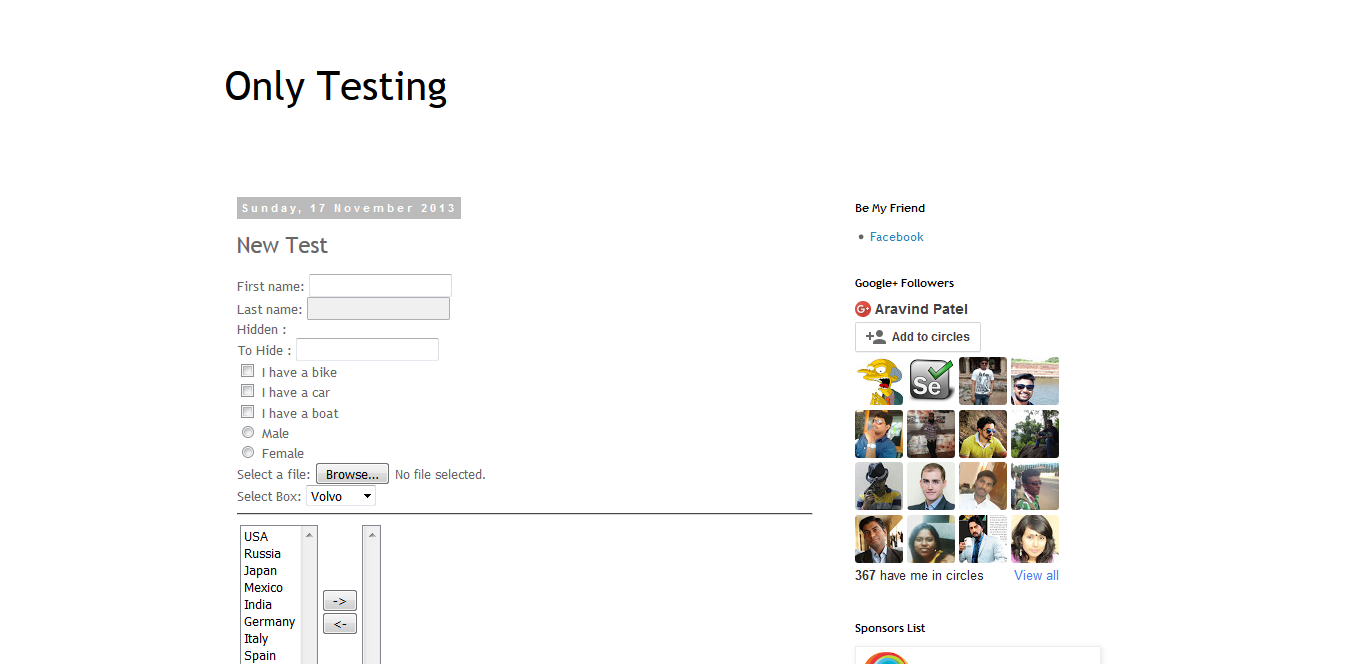 Only Testing
Sunday, 17 November 2013
New Test
First name:
Last name:
Hidden :
To Hide :
I have a bike
I have a car
I have a boat
Male
Female
Select a file: Browse... No file selected.
Select Box: Volvo
USA
Russia
Japan
Mexico
India
Germany
Italy
Spain
->
<-
Be My Friend
Facebook
Google+ Followers
G+ Aravind Patel
Add to circles
Se
367 have me in circles View all
Sponsors List